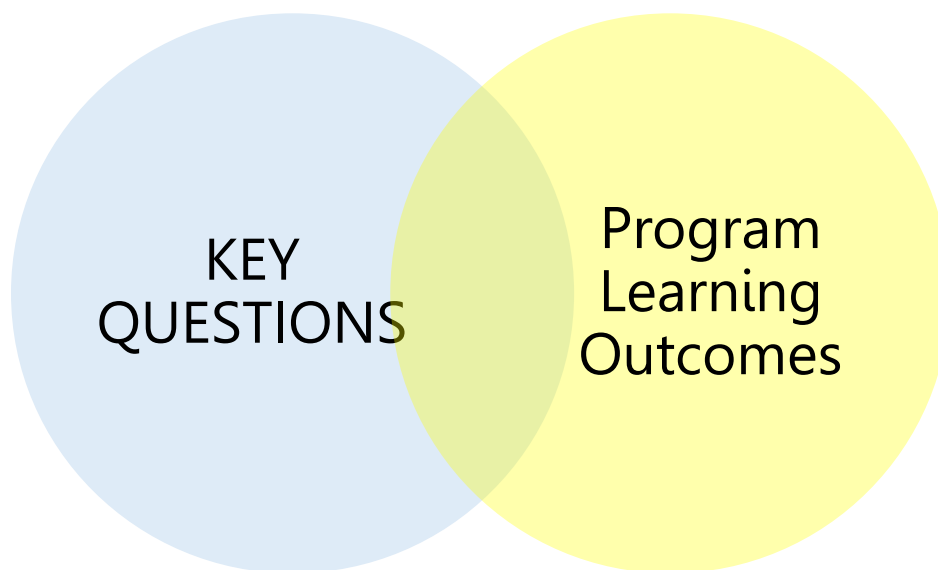 KEY
QUESTIONS
Program
Learning
Outcomes